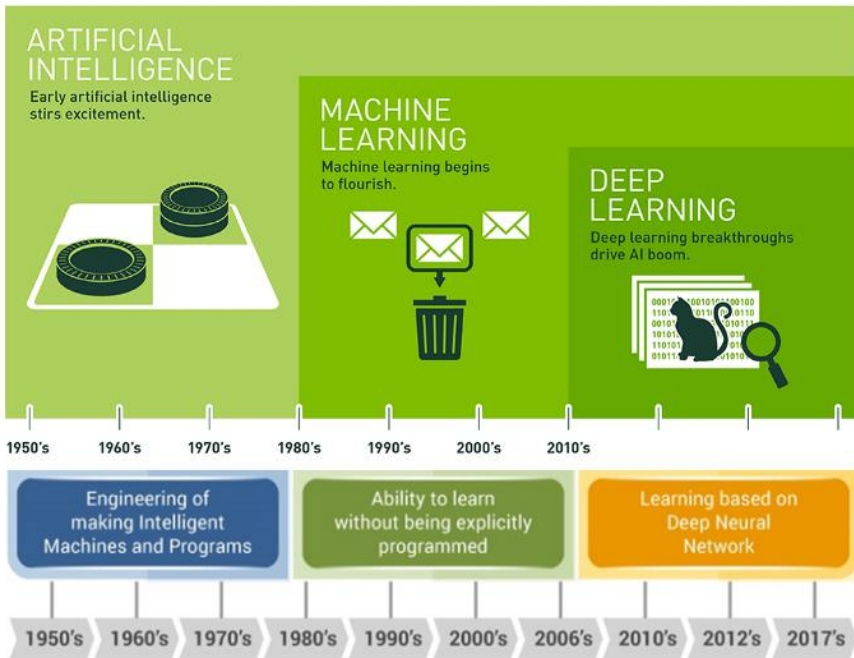 ARTIFICIAL
INTELLIGENCE
Early artificial intelligence
stirs excitement.
MACHINE
LEARNING
Machine learning begins
to flourish.
DEEP
LEARNING
Deep learning breakthroughs
drive AI boom.
1950's 1960's 1970's 1980's 1990's 2000's 2010's
Engineering of
making Intelligent
Machines and Programs
Ability to learn
without being explicitly
programmed
Learning based on
Deep Neural
Network
1950's 1960's 1970's 1980's 1990's 2000's 2006's 2010's 2012's 2017's